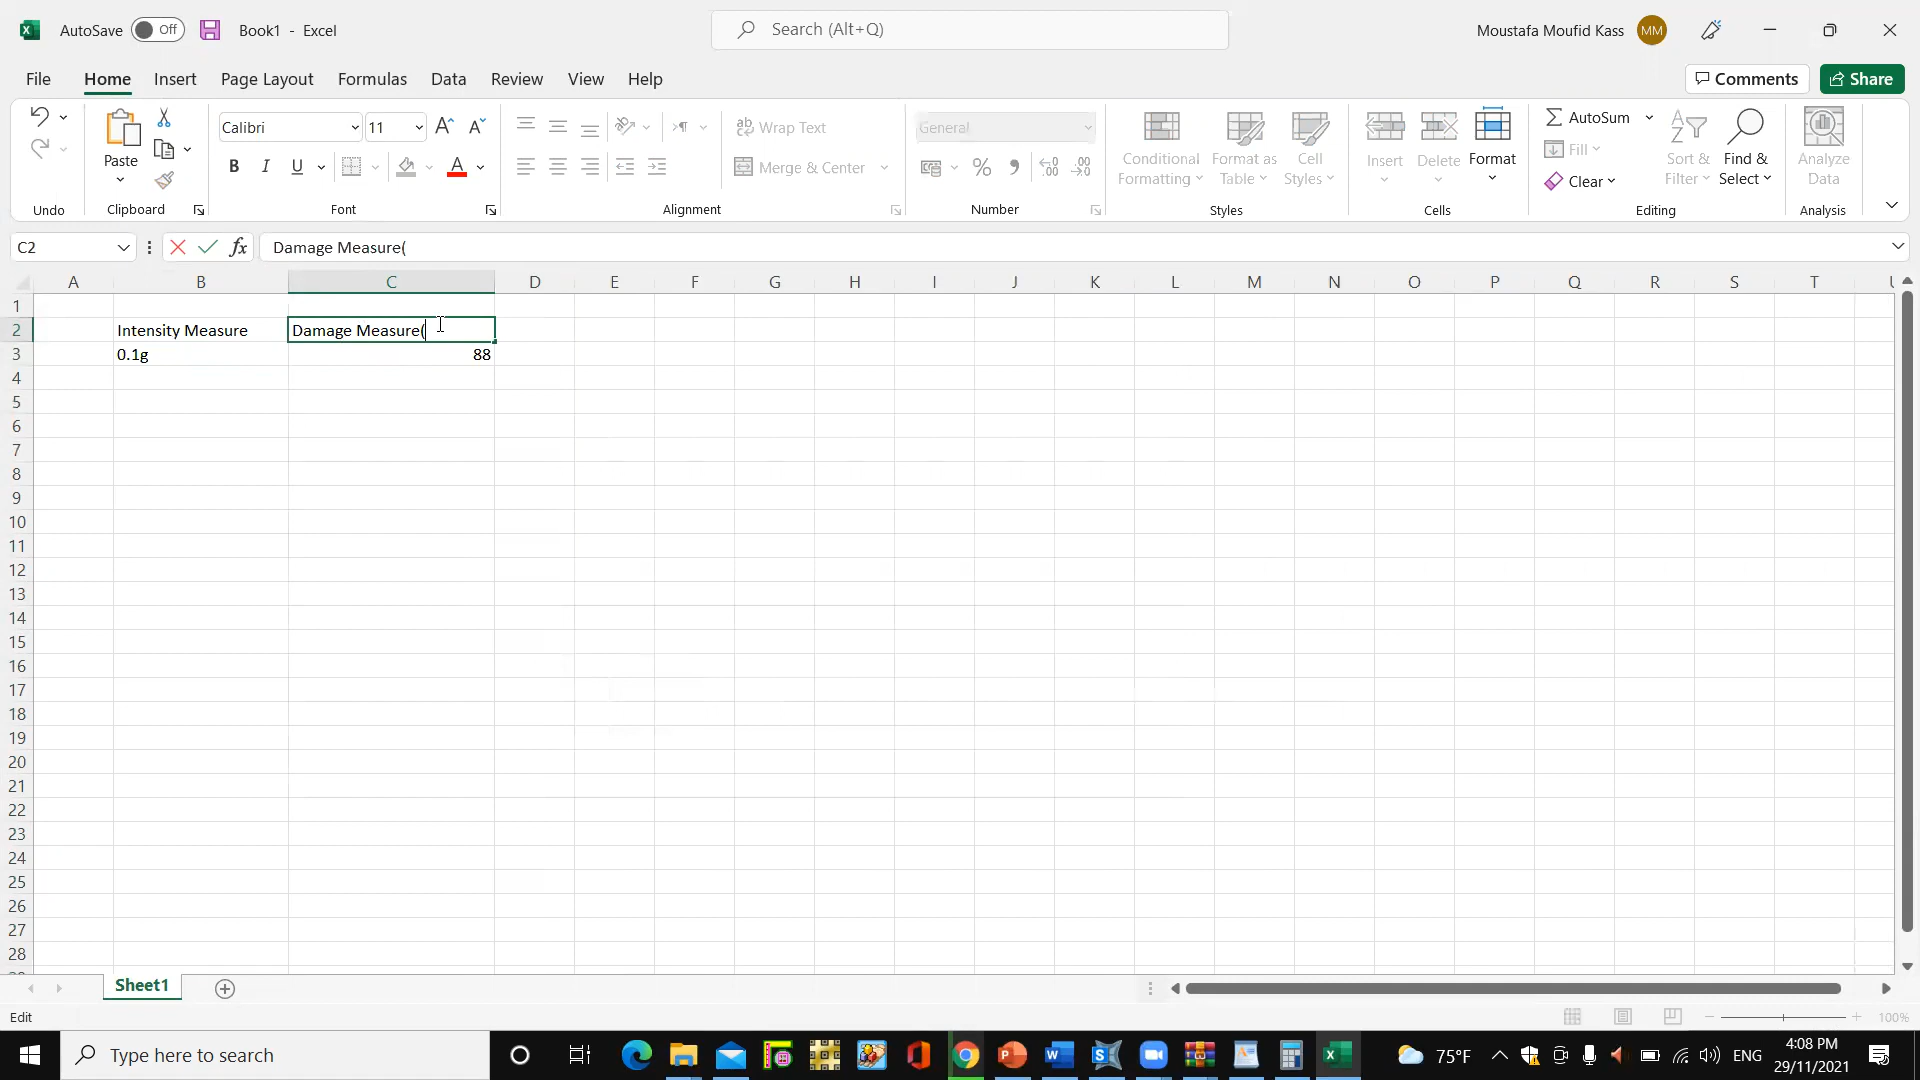 AutoSave Off Book1 - Excel Search (Alt+Q) Moustafa Moufid Kass MM
File Home Insert Page Layout Formulas Data Review View Help Comments Share
Calibri 11 Wrap Text General AutoSum
Paste Conditional Format as Cell Insert Delete Format Fill Sort & Find & Analyze
B I U A Merge & Center Formatting Table Styles Clear Filter Select Data
Undo Clipboard Font Alignment Number Styles Cells Editing Analysis
C2 fx Damage Measure(
A B C D E F G H I J K L M N O P Q R S T
1
2 Intensity Measure Damage Measure(
3 0.1g 88
4
5
6
7
8
9
10
11
12
13
14
15
16
17
18
19
20
21
22
23
24
25
26
27
28
Sheet1
Edit 100%
Type here to search 75°F ENG 4:08 PM
29/11/2021